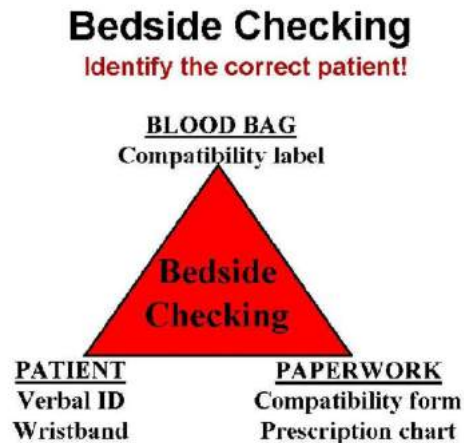 Bedside Checking
Identify the correct patient!
BLOOD BAG
Compatibility label
Bedside
Checking
PATIENT
Verbal ID
Wristband
PAPERWORK
Compatibility form
Prescription chart